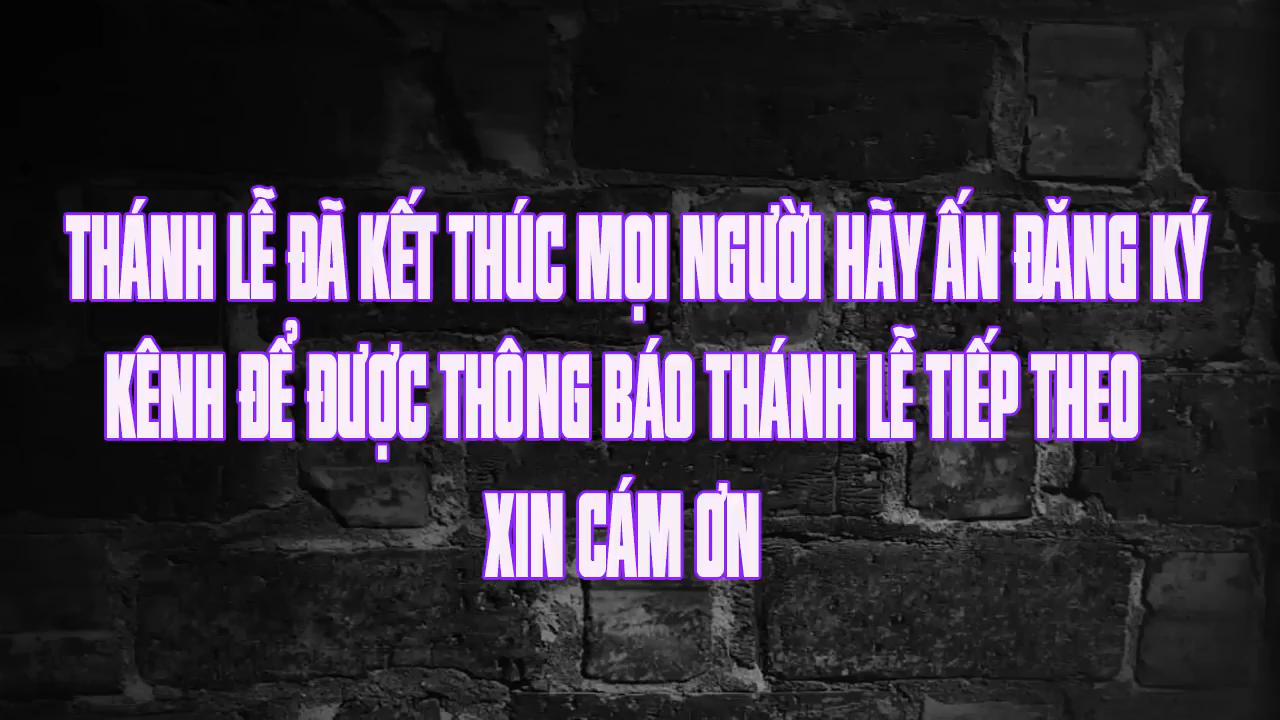 THÁNH LỄ ĐÃ KẾT THÚC MỌI NGƯỜI HÃY ẤN ĐĂNG KÝ
KÊNH ĐỂ ĐƯỢC THÔNG BÁO THÁNH LỄ TIẾP THEO
XIN CÁM ƠN